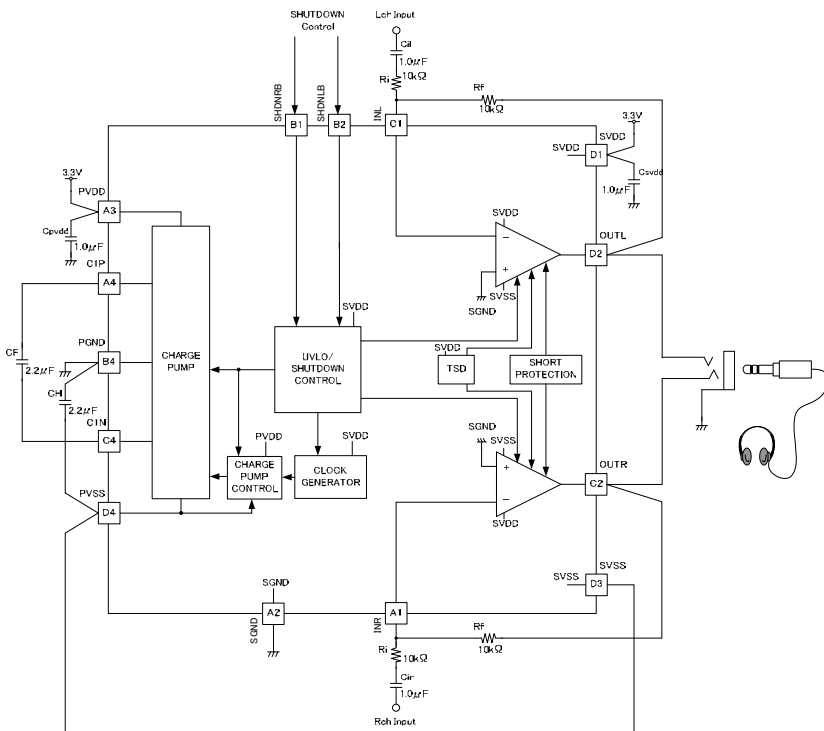 SHUTDOWN
Control
Lch Input
Cil
1.0μF
Ri
10kΩ
Rf
10kΩ
SHDNRB
SHDNLB
INL
B1
B2
C1
3.3V
SVDD
SVDD
D1
Csvdd
1.0μF
3.3V
PVDD
A3
Cpvdd
1.0μF
C1P
A4
SVDD
−
+
SVSS
SGND
OUTL
D2
PGND
B4
CF
2.2μF
CH
2.2μF
C1N
C4
PVSS
D4
CHARGE
PUMP
SVDD
UVLO/
SHUTDOWN
CONTROL
SVDD
TSD
SHORT
PROTECTION
PVDD
CHARGE
PUMP
CONTROL
SVDD
CLOCK
GENERATOR
SGND
SVSS
+
−
SVDD
OUTR
C2
SVSS
SVSS
D3
SGND
SGND
A2
INR
A1
Rf
10kΩ
Ri
10kΩ
Cir
1.0μF
Rch Input